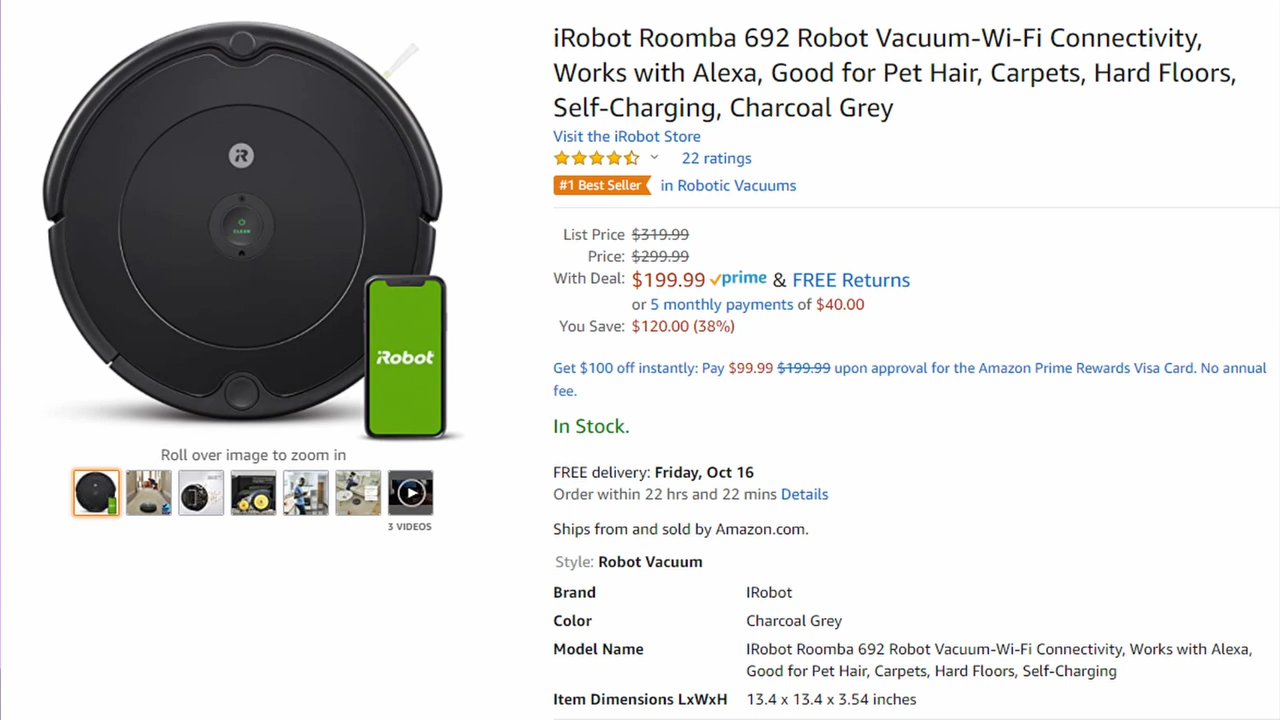 iRobot Roomba 692 Robot Vacuum-Wi-Fi Connectivity,
Works with Alexa, Good for Pet Hair, Carpets, Hard Floors,
Self-Charging, Charcoal Grey
Visit the iRobot Store
22 ratings
#1 Best Seller in Robotic Vacuums
List Price $319.99
Price: $299.99
With Deal: $199.99 prime & FREE Returns
or 5 monthly payments of $40.00
You Save: $120.00 (38%)
Get $100 off instantly: Pay $99.99 $199.99 upon approval for the Amazon Prime Rewards Visa Card. No annual
fee.
In Stock.
FREE delivery: Friday, Oct 16
Order within 22 hrs and 22 mins Details
Ships from and sold by Amazon.com.
Style: Robot Vacuum
Brand IRobot
Color Charcoal Grey
Model Name IRobot Roomba 692 Robot Vacuum-Wi-Fi Connectivity, Works with Alexa,
Good for Pet Hair, Carpets, Hard Floors, Self-Charging
Item Dimensions LxWxH 13.4 x 13.4 x 3.54 inches
iR
CLEAN
iRobot
Roll over image to zoom in
3 VIDEOS